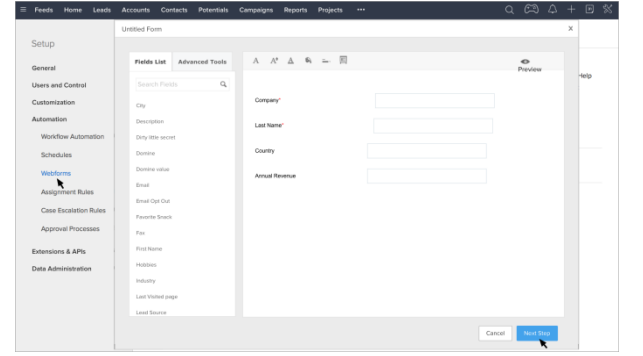 Feeds Home Leads Accounts Contacts Potentials Campaigns Reports Projects •••
Untitled Form X
Setup
General
Users and Control
Customization
Automation
Workflow Automation
Schedules
Webforms
Assignment Rules
Case Escalation Rules
Approval Processes
Extensions & APIs
Data Administration
Fields List Advanced Tools
Search Fields
City
Description
Dirty little secret
Domine
Domine value
Email
Email Opt Out
Favorite Snack
Fax
First Name
Hobbies
Industry
Last Visited page
Lead Source
Preview
Company*
Last Name*
Country
Annual Revenue
Help
Cancel Next Step